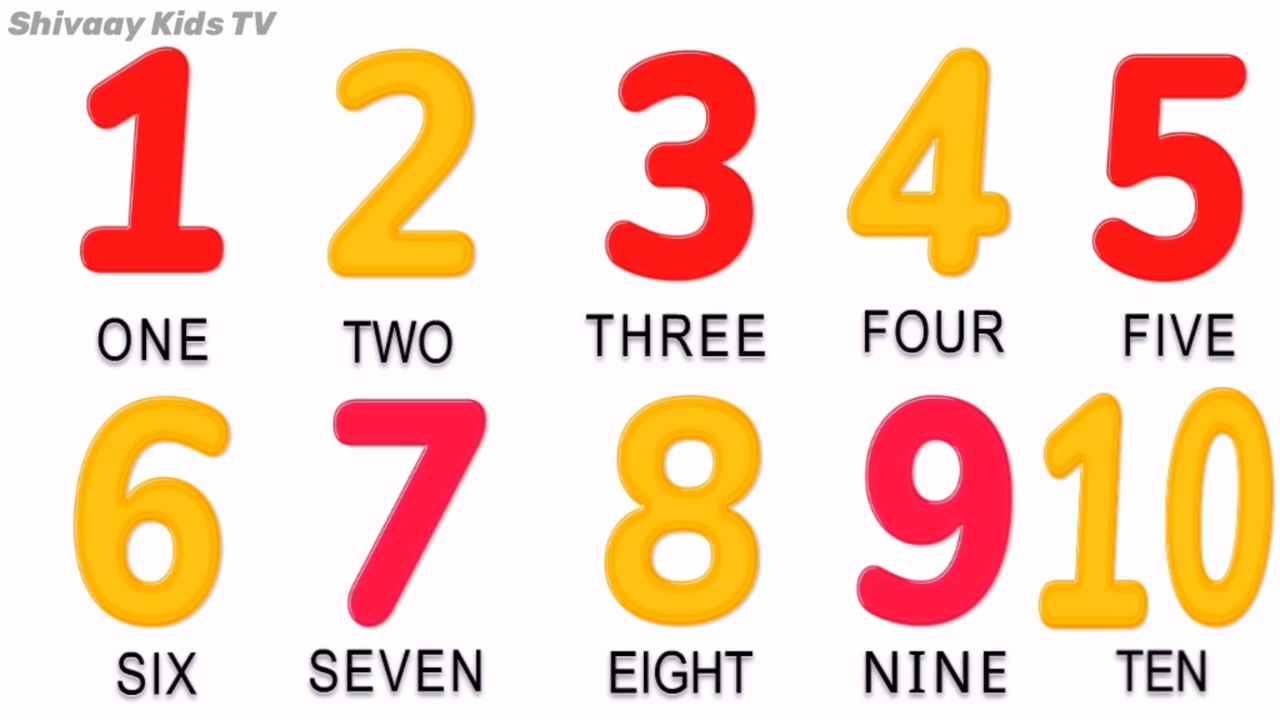 Shivaay Kids TV
1 2 3 4 5
ONE TWO THREE FOUR FIVE
6 7 8 9 10
SIX SEVEN EIGHT NINE TEN